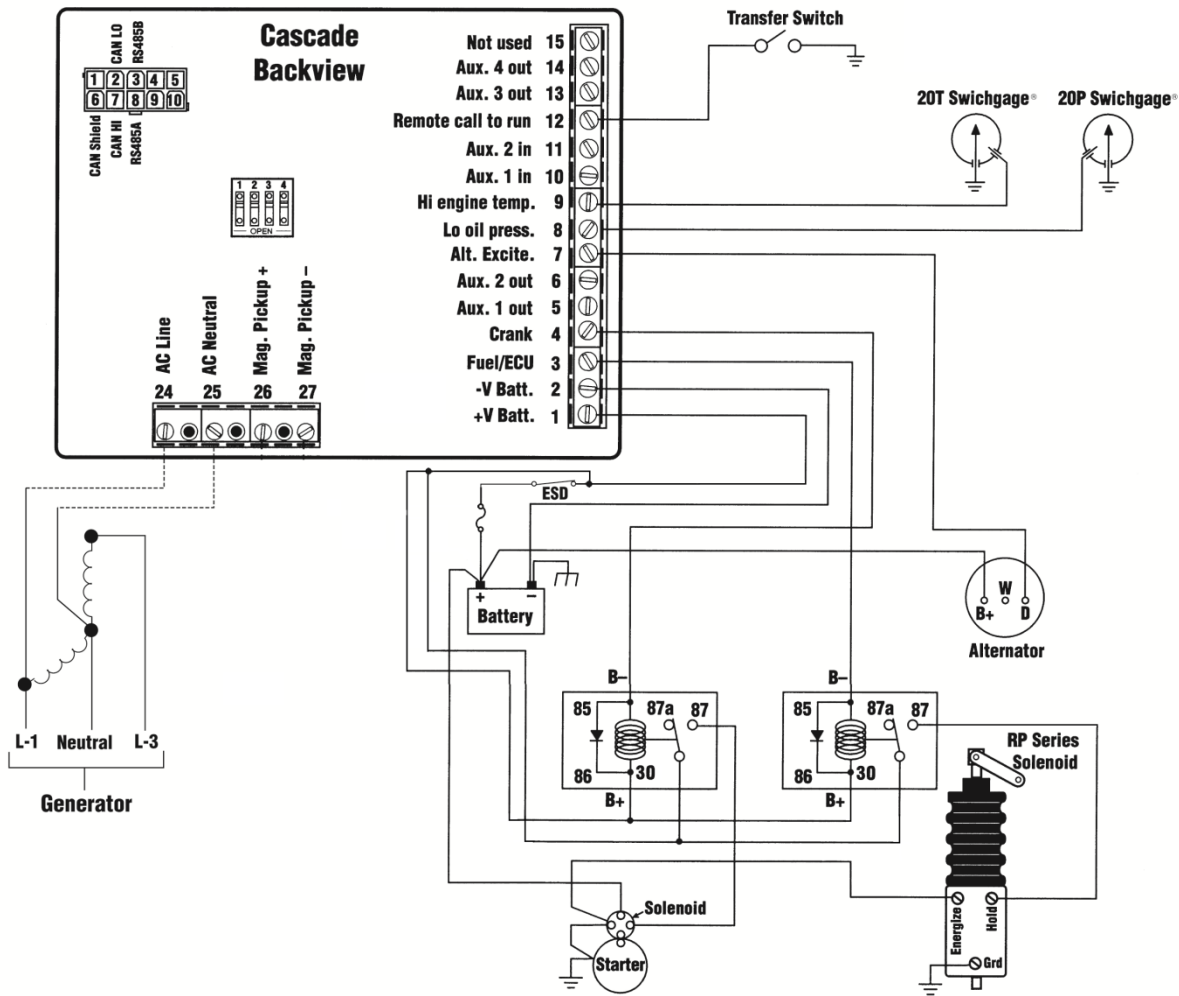 Cascade
Backview
CAN LO
RS485B
1 2 3 4 5
6 7 8 9 10
CAN Shield
CAN HI
RS485A
1 2 3 4
OPEN
Not used 15
Aux. 4 out 14
Aux. 3 out 13
Remote call to run 12
Aux. 2 in 11
Aux. 1 in 10
Hi engine temp. 9
Lo oil press. 8
Alt. Excite. 7
Aux. 2 out 6
Aux. 1 out 5
Crank 4
Fuel/ECU 3
-V Batt. 2
+V Batt. 1
AC Line
AC Neutral
Mag. Pickup +
Mag. Pickup –
24 25 26 27
Transfer Switch
20T Swichgage®
20P Swichgage®
ESD
+ –
Battery
W
B+ D
Alternator
L-1 Neutral L-3
Generator
B–
85 87a 87
86 30
B+
B–
85 87a 87
86 30
B+
RP Series
Solenoid
Energize
Hold
Grd
Solenoid
Starter